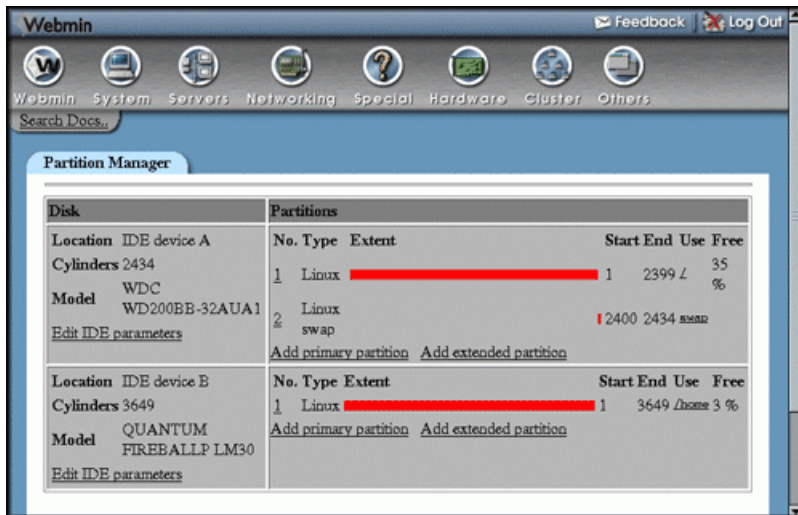 Webmin
Feedback
Log Out
Webmin System Servers Networking Special Hardware Cluster Others
Search Docs..
Partition Manager
Disk Partitions
Location IDE device A
Cylinders 2434
Model WDC WD200BB-32AUA1
Edit IDE parameters
No. Type Extent Start End Use Free
1 Linux 1 2399 / 35 %
2 Linux swap 2400 2434 swap
Add primary partition Add extended partition
Location IDE device B
Cylinders 3649
Model QUANTUM FIREBALLP LM30
Edit IDE parameters
No. Type Extent Start End Use Free
1 Linux 1 3649 /home 3 %
Add primary partition Add extended partition